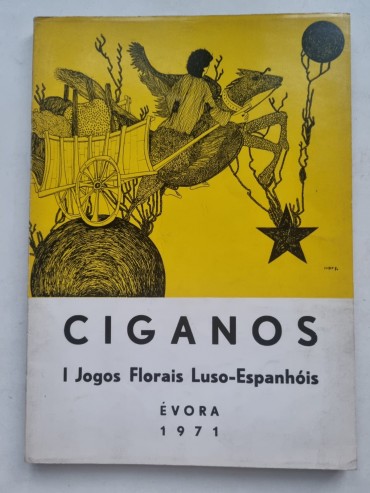 CIGANOS
I Jogos Florais Luso-Espanhóis
ÉVORA
1971